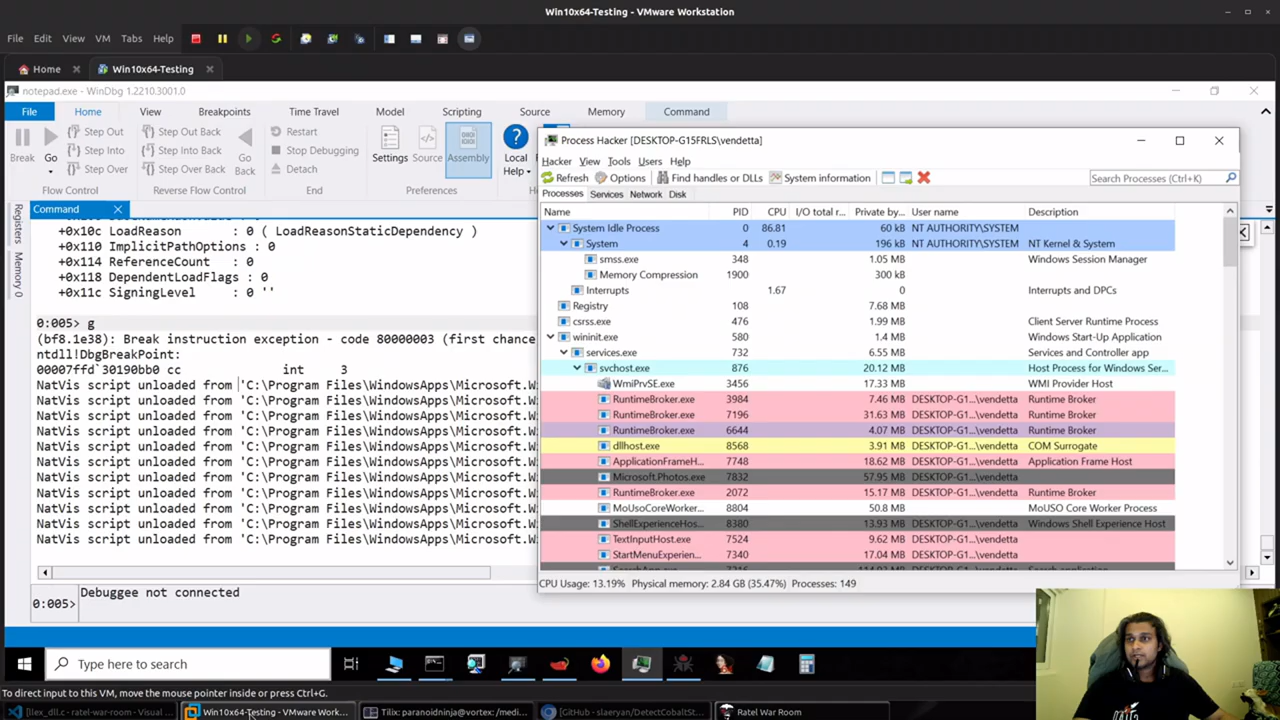 Win10x64-Testing - VMware Workstation
File Edit View VM Tabs Help
Home Win10x64-Testing
notepad.exe - WinDbg 1.2210.3001.0
File Home View Breakpoints Time Travel Model Scripting Source Memory Command
Break
Go
Step Out
Step Into
Step Over
Step Out Back
Step Into Back
Step Over Back
Go
Back
Restart
Stop Debugging
Detach
Settings Source Assembly
Local
Help
Flow Control Reverse Flow Control End Preferences
Command
Registers
Memory 0
+0x10c LoadReason : 0 ( LoadReasonStaticDependency )
+0x110 ImplicitPathOptions : 0
+0x114 ReferenceCount : 0
+0x118 DependentLoadFlags : 0
+0x11c SigningLevel : 0 ''
0:005> g
(bf8.1e38): Break instruction exception - code 80000003 (first chance
ntdll!DbgBreakPoint:
00007ffd`30190bb0 cc int 3
NatVis script unloaded from 'C:\Program Files\WindowsApps\Microsoft.W
NatVis script unloaded from 'C:\Program Files\WindowsApps\Microsoft.W
NatVis script unloaded from 'C:\Program Files\WindowsApps\Microsoft.W
NatVis script unloaded from 'C:\Program Files\WindowsApps\Microsoft.W
NatVis script unloaded from 'C:\Program Files\WindowsApps\Microsoft.W
NatVis script unloaded from 'C:\Program Files\WindowsApps\Microsoft.W
NatVis script unloaded from 'C:\Program Files\WindowsApps\Microsoft.W
NatVis script unloaded from 'C:\Program Files\WindowsApps\Microsoft.W
NatVis script unloaded from 'C:\Program Files\WindowsApps\Microsoft.W
NatVis script unloaded from 'C:\Program Files\WindowsApps\Microsoft.W
NatVis script unloaded from 'C:\Program Files\WindowsApps\Microsoft.W
0:005> Debuggee not connected
Process Hacker [DESKTOP-G15FRLS\vendetta]
Hacker View Tools Users Help
Refresh Options Find handles or DLLs System information Search Processes (Ctrl+K)
Processes Services Network Disk
Name PID CPU I/O total r... Private by... User name Description
System Idle Process 0 86.81 60 kB NT AUTHORITY\SYSTEM
System 4 0.19 196 kB NT AUTHORITY\SYSTEM NT Kernel & System
smss.exe 348 1.05 MB Windows Session Manager
Memory Compression 1900 300 kB
Interrupts 1.67 0 Interrupts and DPCs
Registry 108 7.68 MB
csrss.exe 476 1.99 MB Client Server Runtime Process
wininit.exe 580 1.4 MB Windows Start-Up Application
services.exe 732 6.55 MB Services and Controller app
svchost.exe 876 20.12 MB Host Process for Windows Ser...
WmiPrvSE.exe 3456 17.33 MB WMI Provider Host
RuntimeBroker.exe 3984 7.46 MB DESKTOP-G1...\vendetta Runtime Broker
RuntimeBroker.exe 7196 31.63 MB DESKTOP-G1...\vendetta Runtime Broker
RuntimeBroker.exe 6644 4.07 MB DESKTOP-G1...\vendetta Runtime Broker
dllhost.exe 8568 3.91 MB DESKTOP-G1...\vendetta COM Surrogate
ApplicationFrameH... 7748 18.62 MB DESKTOP-G1...\vendetta Application Frame Host
Microsoft.Photos.exe 7832 57.95 MB DESKTOP-G1...\vendetta
RuntimeBroker.exe 2072 15.17 MB DESKTOP-G1...\vendetta Runtime Broker
MoUsoCoreWorker... 8804 50.8 MB MoUSO Core Worker Process
ShellExperienceHos... 8380 13.93 MB DESKTOP-G1...\vendetta Windows Shell Experience Host
TextInputHost.exe 7524 9.62 MB DESKTOP-G1...\vendetta
StartMenuExperien... 7340 17.04 MB DESKTOP-G1...\vendetta
CPU Usage: 13.19% Physical memory: 2.84 GB (35.47%) Processes: 149
Type here to search
To direct input to this VM, move the mouse pointer inside or press Ctrl+G.
dll.c - ratel-war-room - Visual ...
Win10x64-Testing - VMware Work...
Tilix: paranoidninja@vortex: /medi...
[GitHub - slaeryan/DetectCobaltSt...
Ratel War Room